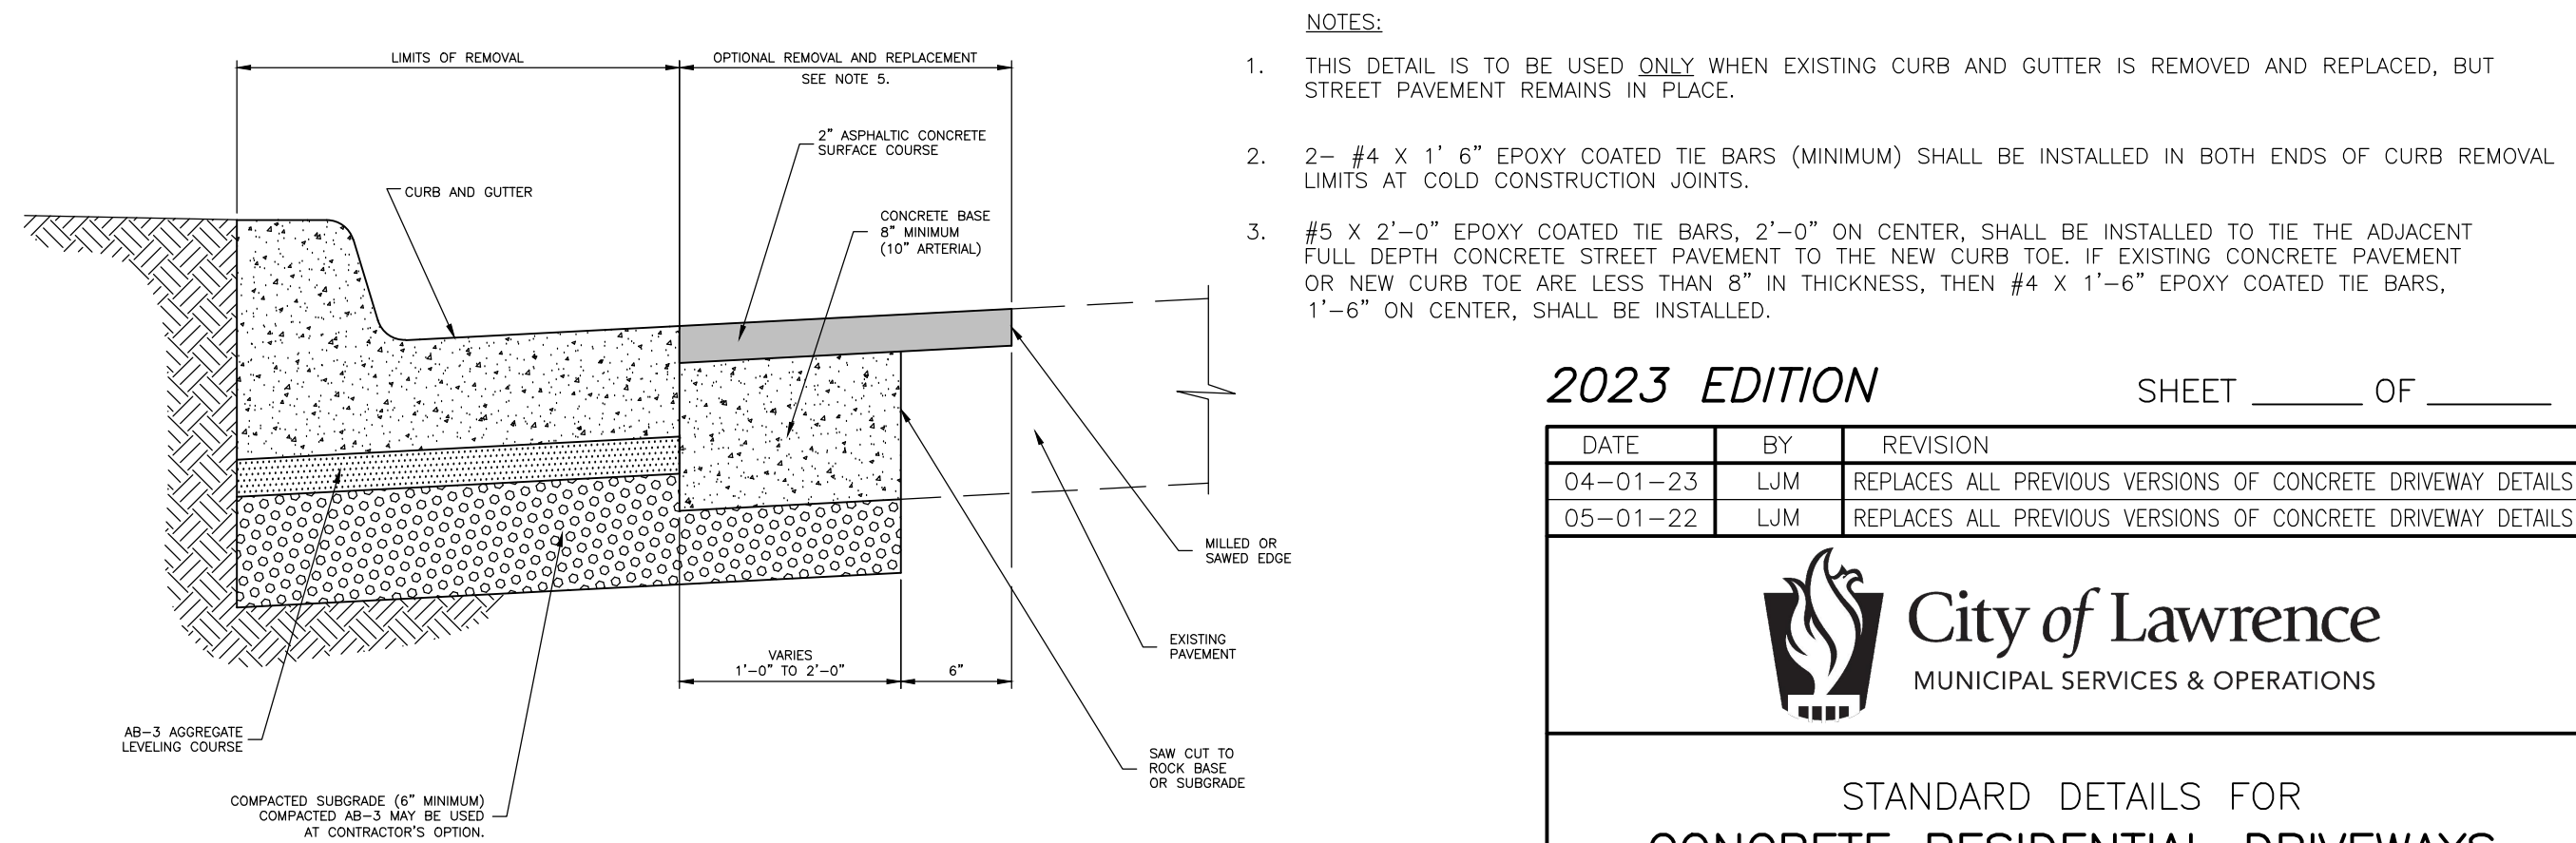 LIMITS OF REMOVAL
OPTIONAL REMOVAL AND REPLACEMENT
SEE NOTE 5.
2" ASPHALTIC CONCRETE
SURFACE COURSE
CURB AND GUTTER
CONCRETE BASE
8" MINIMUM
(10" ARTERIAL)
MILLED OR
SAWED EDGE
EXISTING
PAVEMENT
VARIES
1'-0" TO 2'-0"
6"
AB-3 AGGREGATE
LEVELING COURSE
SAW CUT TO
ROCK BASE
OR SUBGRADE
COMPACTED SUBGRADE (6" MINIMUM)
COMPACTED AB-3 MAY BE USED
AT CONTRACTOR'S OPTION.
NOTES:
1. THIS DETAIL IS TO BE USED ONLY WHEN EXISTING CURB AND GUTTER IS REMOVED AND REPLACED, BUT
STREET PAVEMENT REMAINS IN PLACE.
2. 2- #4 X 1' 6" EPOXY COATED TIE BARS (MINIMUM) SHALL BE INSTALLED IN BOTH ENDS OF CURB REMOVAL
LIMITS AT COLD CONSTRUCTION JOINTS.
3. #5 X 2'-0" EPOXY COATED TIE BARS, 2'-0" ON CENTER, SHALL BE INSTALLED TO TIE THE ADJACENT
FULL DEPTH CONCRETE STREET PAVEMENT TO THE NEW CURB TOE. IF EXISTING CONCRETE PAVEMENT
OR NEW CURB TOE ARE LESS THAN 8" IN THICKNESS, THEN #4 X 1'-6" EPOXY COATED TIE BARS,
1'-6" ON CENTER, SHALL BE INSTALLED.
2023 EDITION SHEET ______ OF ______
DATE BY REVISION
04-01-23 LJM REPLACES ALL PREVIOUS VERSIONS OF CONCRETE DRIVEWAY DETAILS
05-01-22 LJM REPLACES ALL PREVIOUS VERSIONS OF CONCRETE DRIVEWAY DETAILS
City of Lawrence
MUNICIPAL SERVICES & OPERATIONS
STANDARD DETAILS FOR
CONCRETE RESIDENTIAL DRIVEWAYS